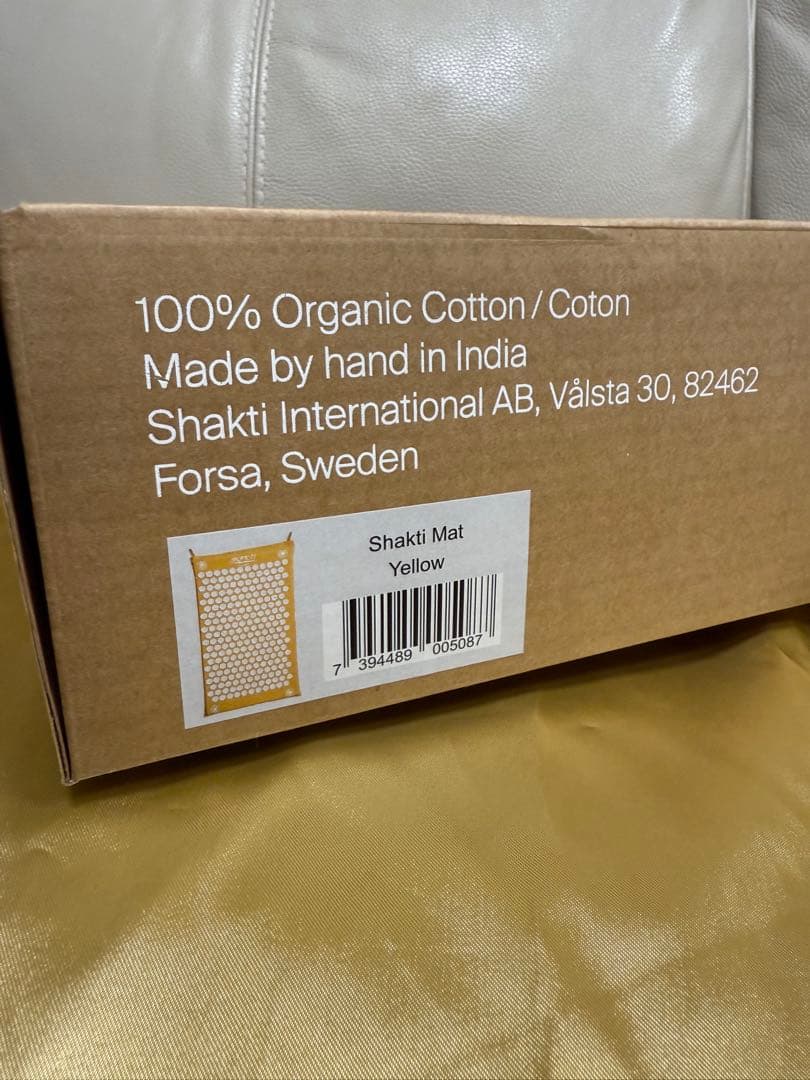 100% Organic Cotton / Coton
Made by hand in India
Shakti International AB, Vålsta 30, 82462
Forsa, Sweden
Shakti Mat
Yellow
7 394489 005087